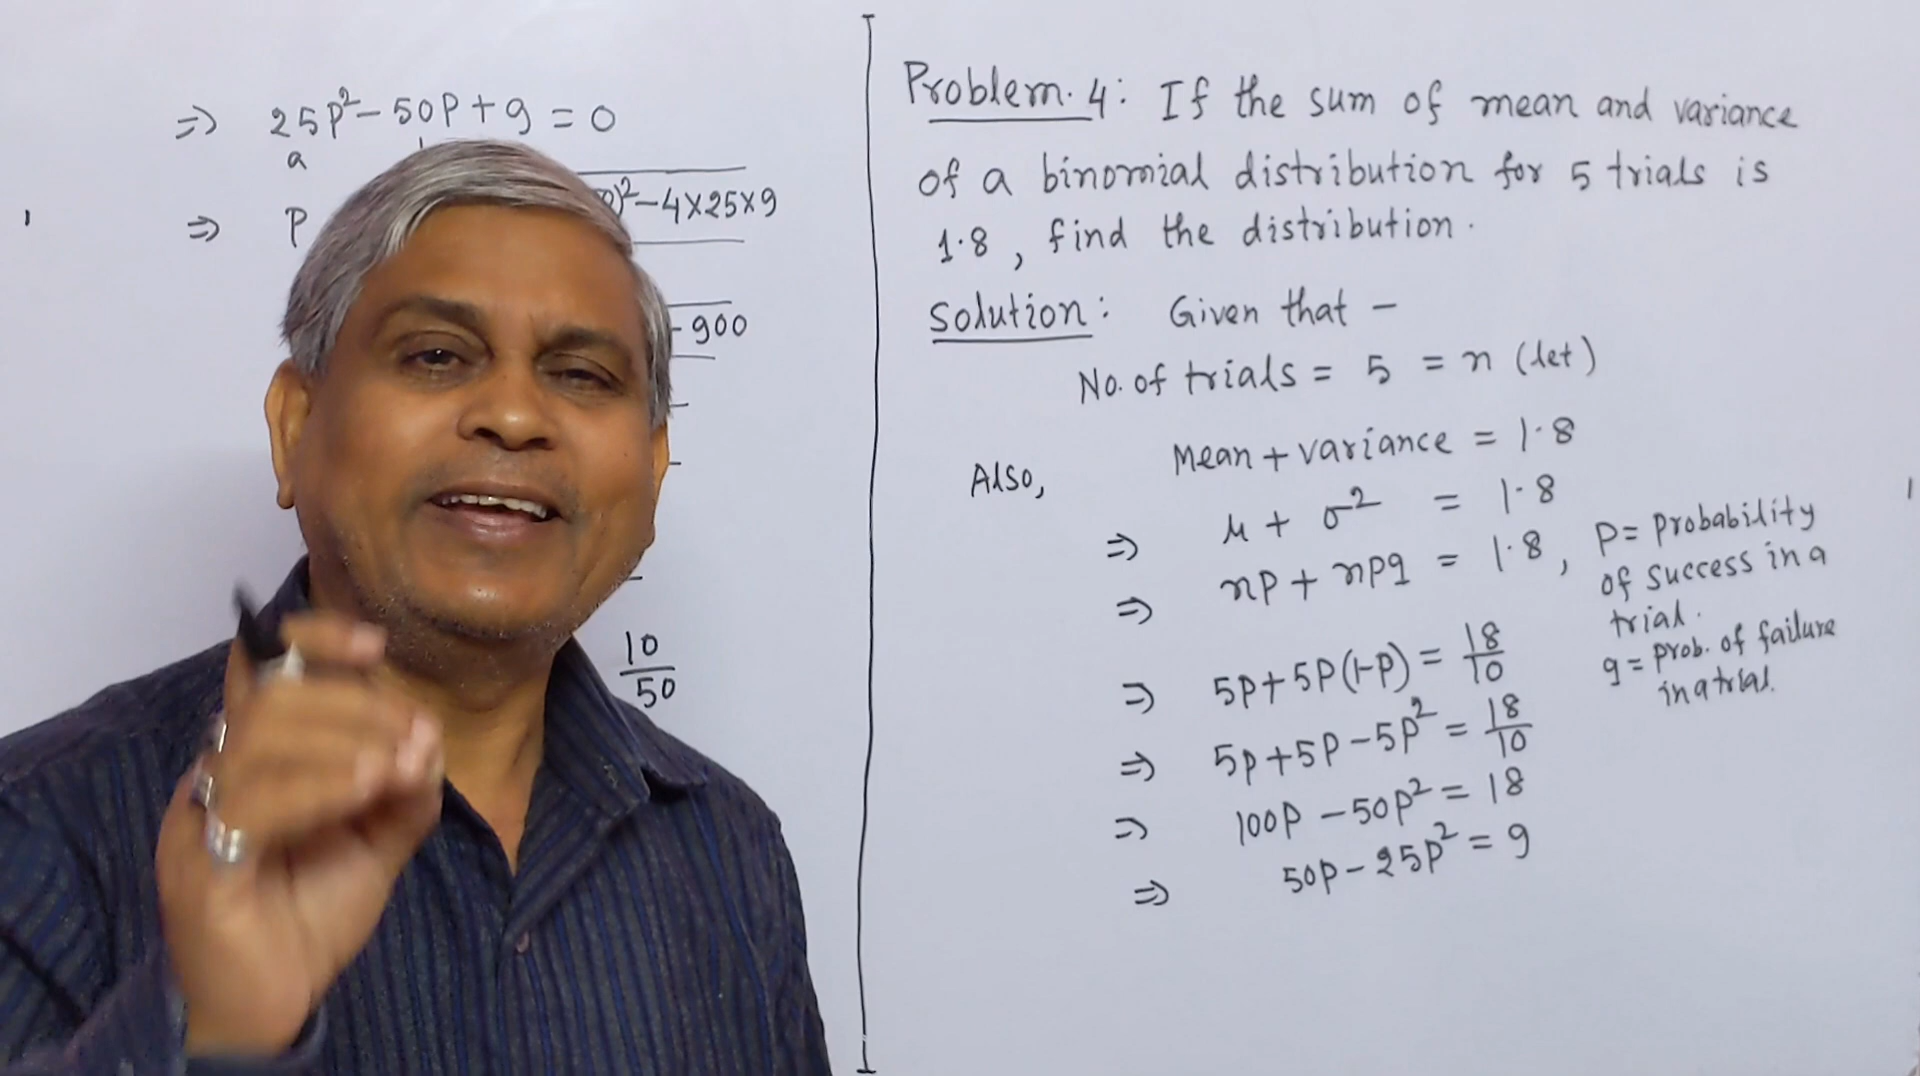 ⇒ 25p² - 50p + 9 = 0
a
⇒ p )² - 4×25×9
- 900
10
50
Problem. 4: If the sum of mean and variance
of a binomial distribution for 5 trials is
1.8, find the distribution.
Solution: Given that -
No. of trials = 5 = n (let)
Also, Mean + variance = 1.8
⇒ μ + σ² = 1.8
⇒ np + npq = 1.8, p = probability
of success in a
trial.
q = prob. of failure
in a trial.
⇒ 5p + 5p(1-p) = 18/10
⇒ 5p + 5p - 5p² = 18/10
⇒ 100p - 50p² = 18
⇒ 50p - 25p² = 9